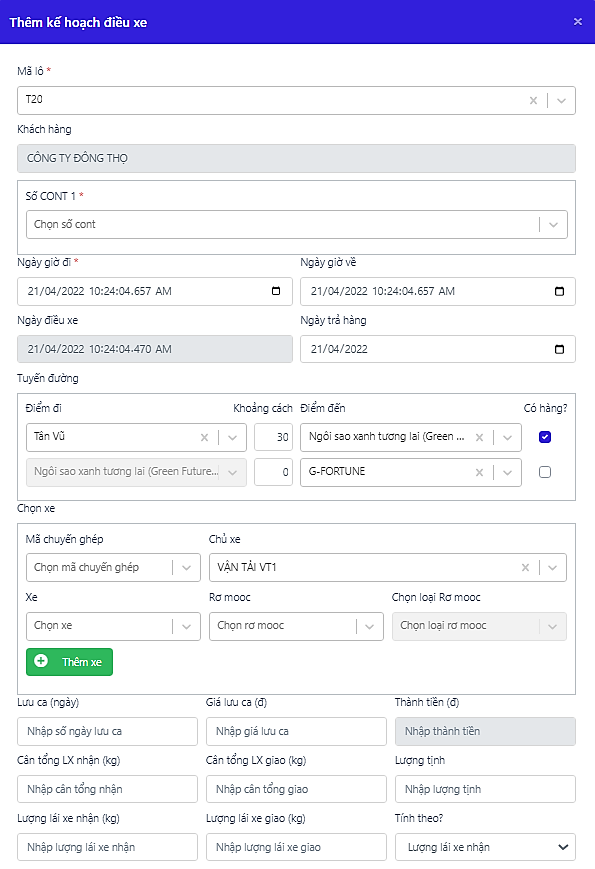 Thêm kế hoạch điều xe ×
Mã lô *
T20
Khách hàng
CÔNG TY ĐÔNG THỌ
Số CONT 1 *
Chọn số cont
Ngày giờ đi * Ngày giờ về
21/04/2022 10:24:04.657 AM 21/04/2022 10:24:04.657 AM
Ngày điều xe Ngày trả hàng
21/04/2022 10:24:04.470 AM 21/04/2022
Tuyến đường
Điểm đi Khoảng cách Điểm đến Có hàng?
Tân Vũ 30 Ngôi sao xanh tương lai (Green ...
Ngôi sao xanh tương lai (Green Future... 0 G-FORTUNE
Chọn xe
Mã chuyến ghép Chủ xe
Chọn mã chuyến ghép VẬN TẢI VT1
Xe Rơ mooc Chọn loại Rơ mooc
Chọn xe Chọn rơ mooc Chọn loại rơ mooc
Thêm xe
Lưu ca (ngày) Giá lưu ca (đ) Thành tiền (đ)
Nhập số ngày lưu ca Nhập giá lưu ca Nhập thành tiền
Cân tổng LX nhận (kg) Cân tổng LX giao (kg) Lượng tịnh
Nhập cân tổng nhận Nhập cân tổng giao Nhập lượng tịnh
Lượng lái xe nhận (kg) Lượng lái xe giao (kg) Tính theo?
Nhập lượng lái xe nhận Nhập lượng lái xe giao Lượng lái xe nhận